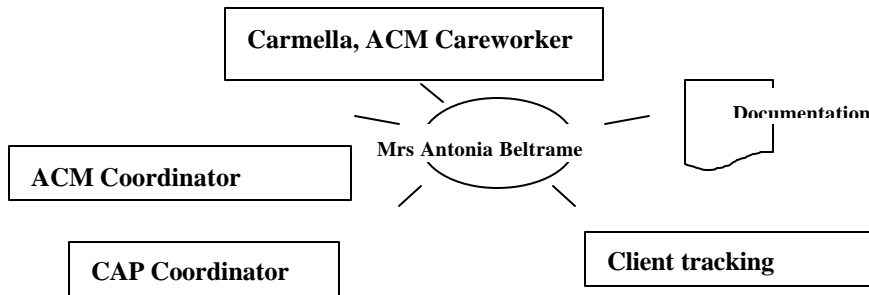 Carmella, ACM Careworker
Documentation
Mrs Antonia Beltrame
ACM Coordinator
Client tracking
CAP Coordinator